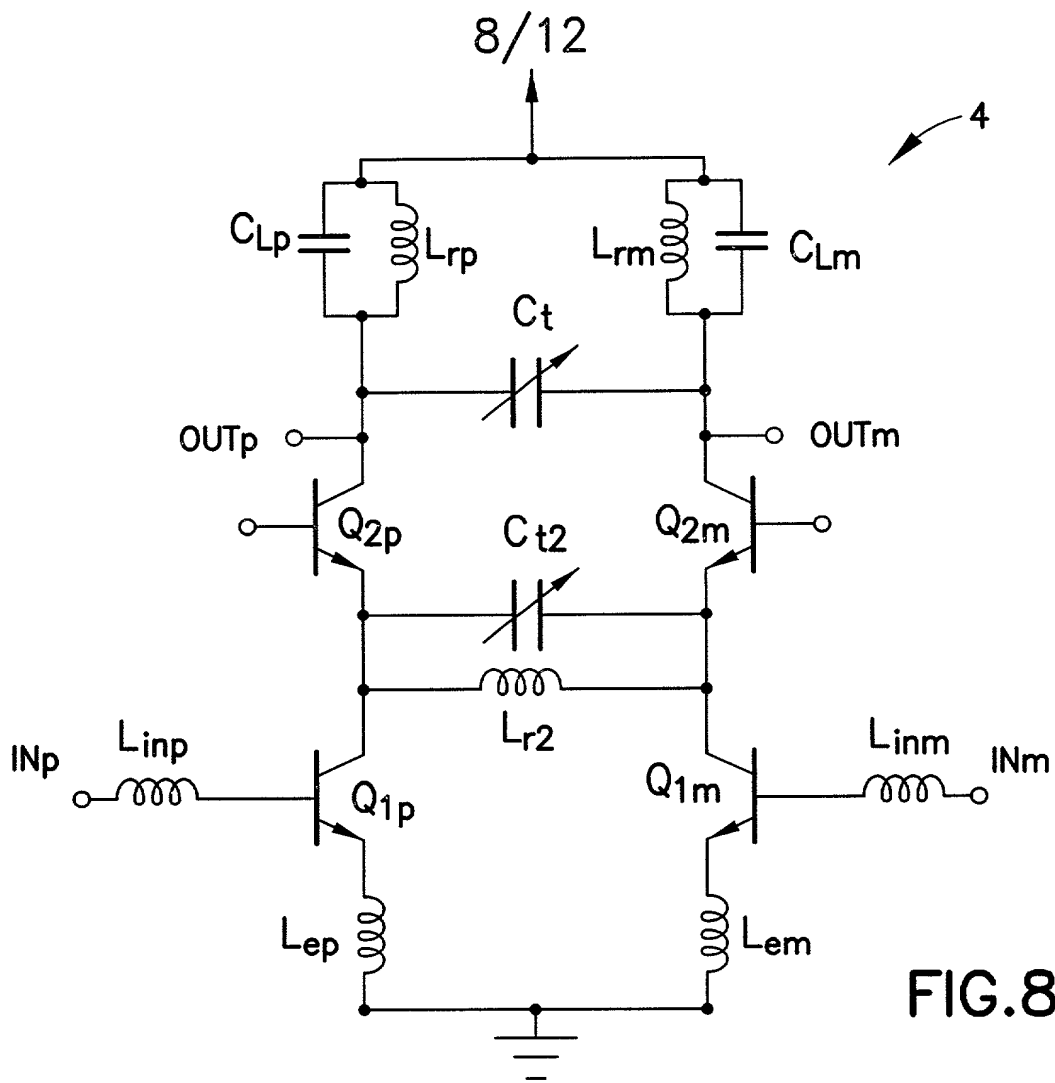 8/12
4
CLp
Lrp
Lrm
CLm
Ct
OUTp
OUTm
Q2p
Ct2
Q2m
Lr2
INp
Linp
Q1p
Q1m
Linm
INm
Lep
Lem
FIG.8